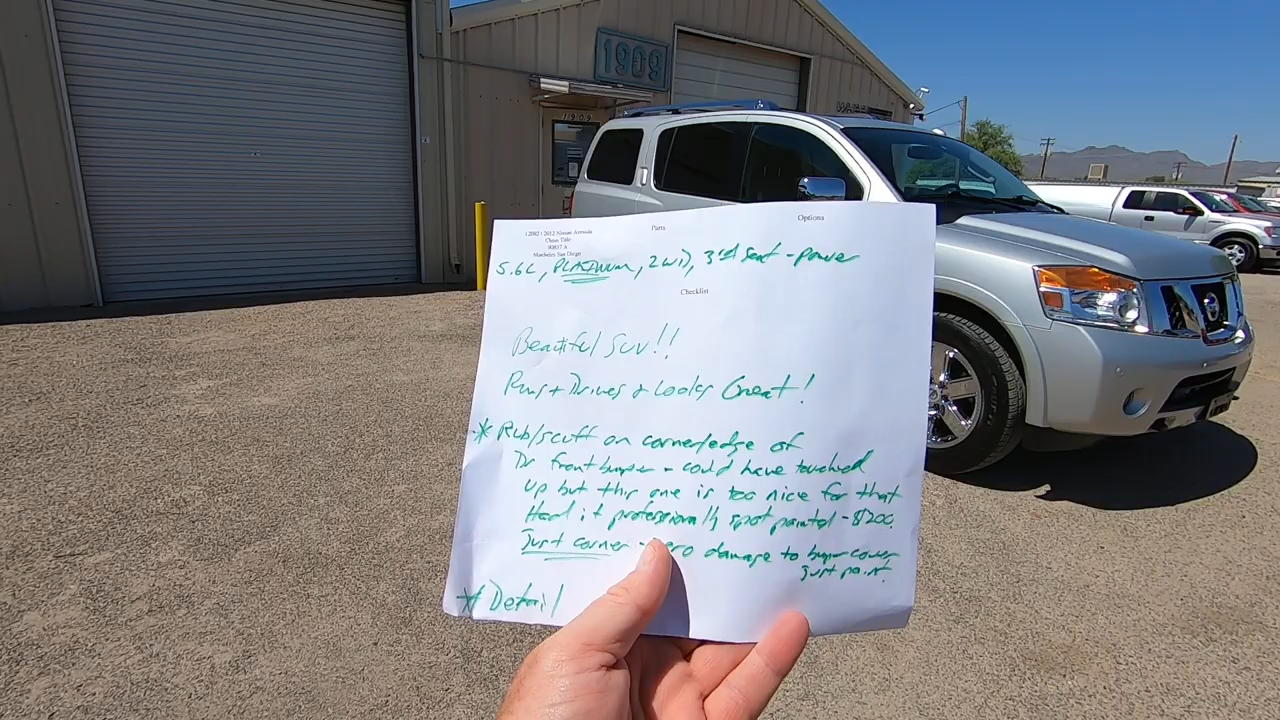 1909
1909
Parts
Options
12082 | 2012 Nissan Armada
Clean Title
90837 A
Manheim San Diego
5.6L, PLATINUM, 2WD, 3rd Seat - power
Checklist
Beautiful SUV!!
Runs + Drives & Looks Great!
* Rub/scuff on corner/edge of
Dr front bumper - could have touched
up but this one is too nice for that
Had it professionally spot painted - $200.
Just corner - zero damage to bumper cover
just paint.
* Detail